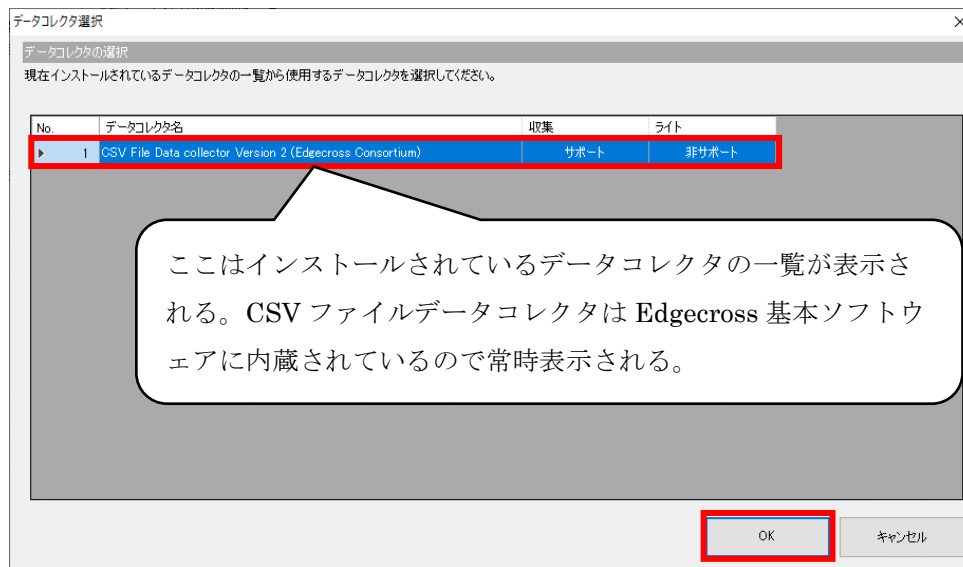 データコレクタ選択
データコレクタの選択
現在インストールされているデータコレクタの一覧から使用するデータコレクタを選択してください。
No. データコレクタ名 収集 ライト
1 CSV File Data collector Version 2 (Edgecross Consortium) サポート 非サポート
ここはインストールされているデータコレクタの一覧が表示さ
れる。CSV ファイルデータコレクタは Edgecross 基本ソフトウ
ェアに内蔵されているので常時表示される。
OK キャンセル